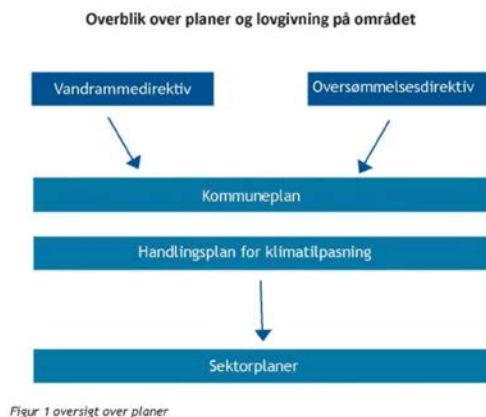 Overblik over planer og lovgivning på området
Vandrammedirektiv
Oversømmelsesdirektiv
Kommuneplan
Handlingsplan for klimatilpasning
Sektorplaner
Figur 1 oversigt over planer